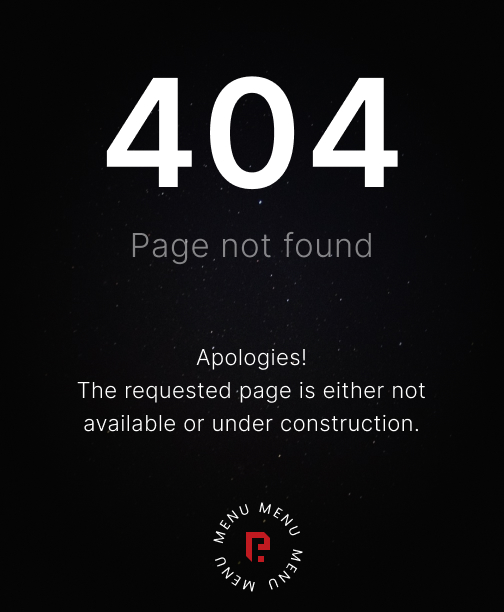 404
Page not found
Apologies!
The requested page is either not
available or under construction.
MENU MENU MENU MENU MENU